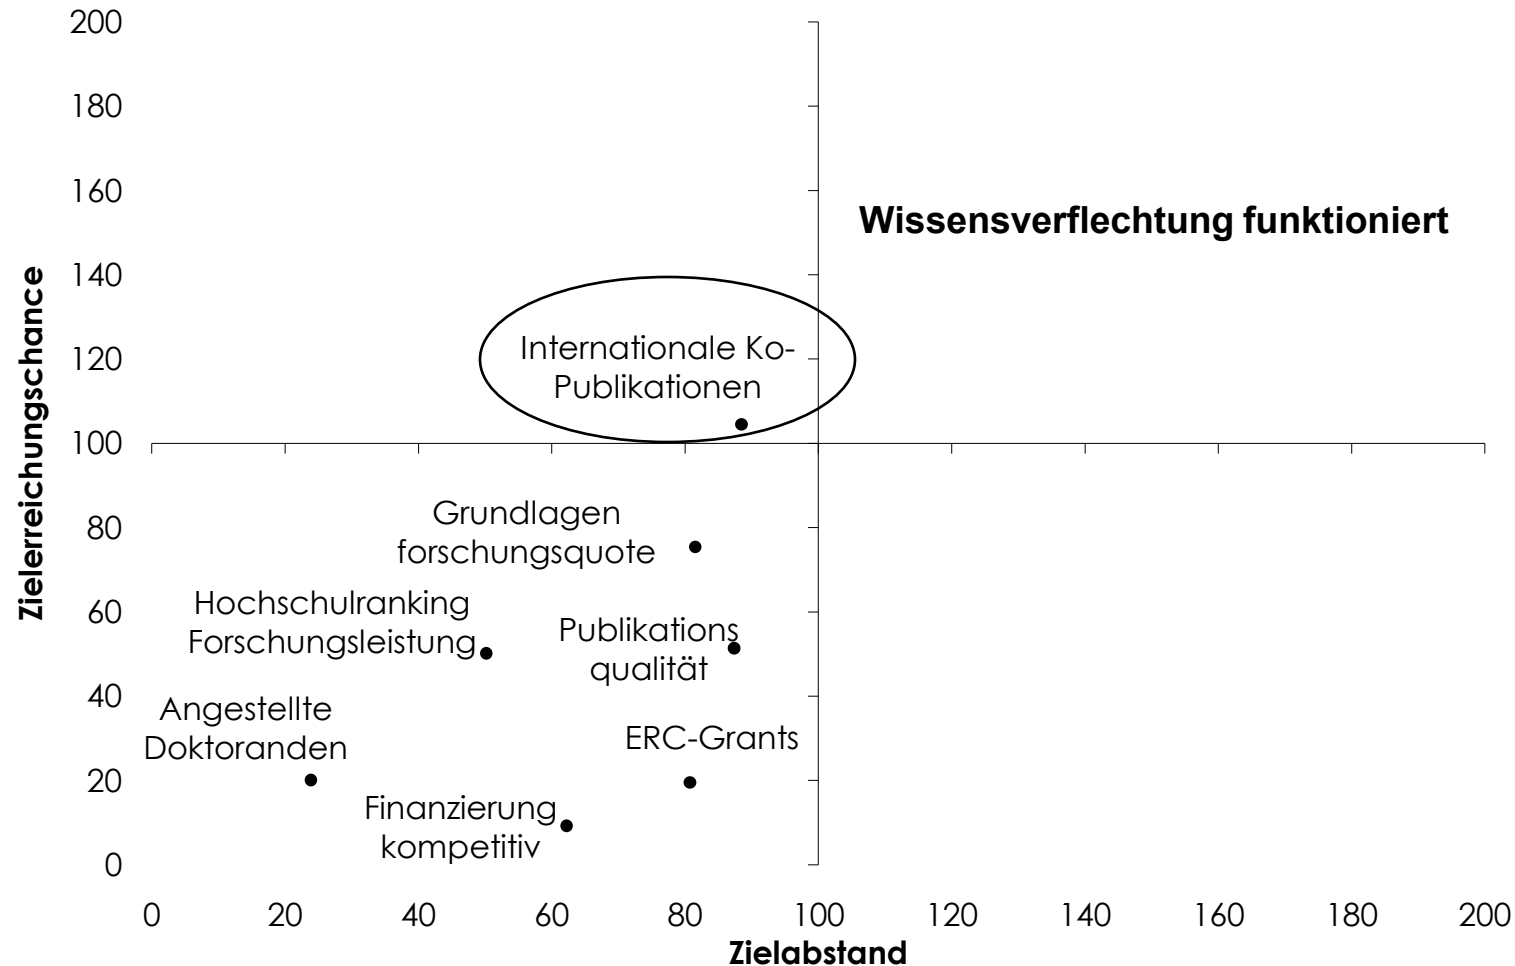 200
180
160
Wissensverflechtung funktioniert
140
Internationale Ko-
120
Publikationen
100
Grundlagen
80
forschungsquote
Hochschulranking
60
Publikations
Forschungsleistung
qualität
40
Angestellte
ERC-Grants
Doktoranden
20
Finanzierung
kompetitiv
0
0 20 40 60 80 100 120 140 160 180 200
Zielabstand
Zielerreichungschance